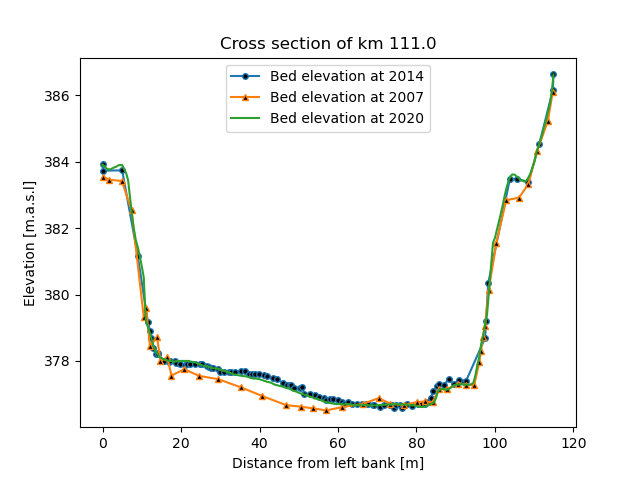 Cross section of km 111.0
Bed elevation at 2014
Bed elevation at 2007
Bed elevation at 2020
Elevation [m.a.s.l]
386
384
382
380
378
0 20 40 60 80 100 120
Distance from left bank [m]